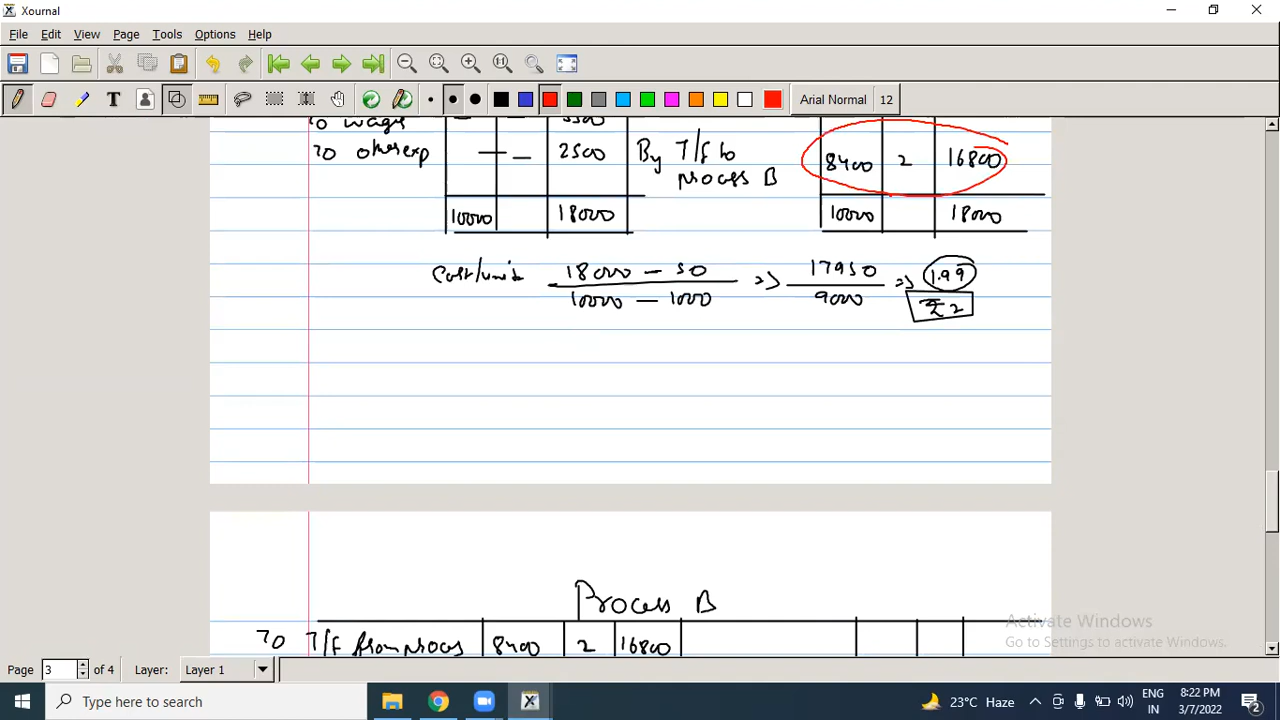 Xournal
File Edit View Page Tools Options Help
Arial Normal 12
To wages — — 3500
To otherexp — — 2500 By T/f to process B 8400 2 16800
10000 18000 10000 18000
Cost/unit 18000 — 50 => 17950 => 1.99
10000 — 1000 9000 ₹ 2
Process B
To T/f from process 8400 2 16800
Activate Windows
Go to Settings to activate Windows.
Page 3 of 4 Layer: Layer 1
Type here to search
23°C Haze
ENG
IN
8:22 PM
3/7/2022
2